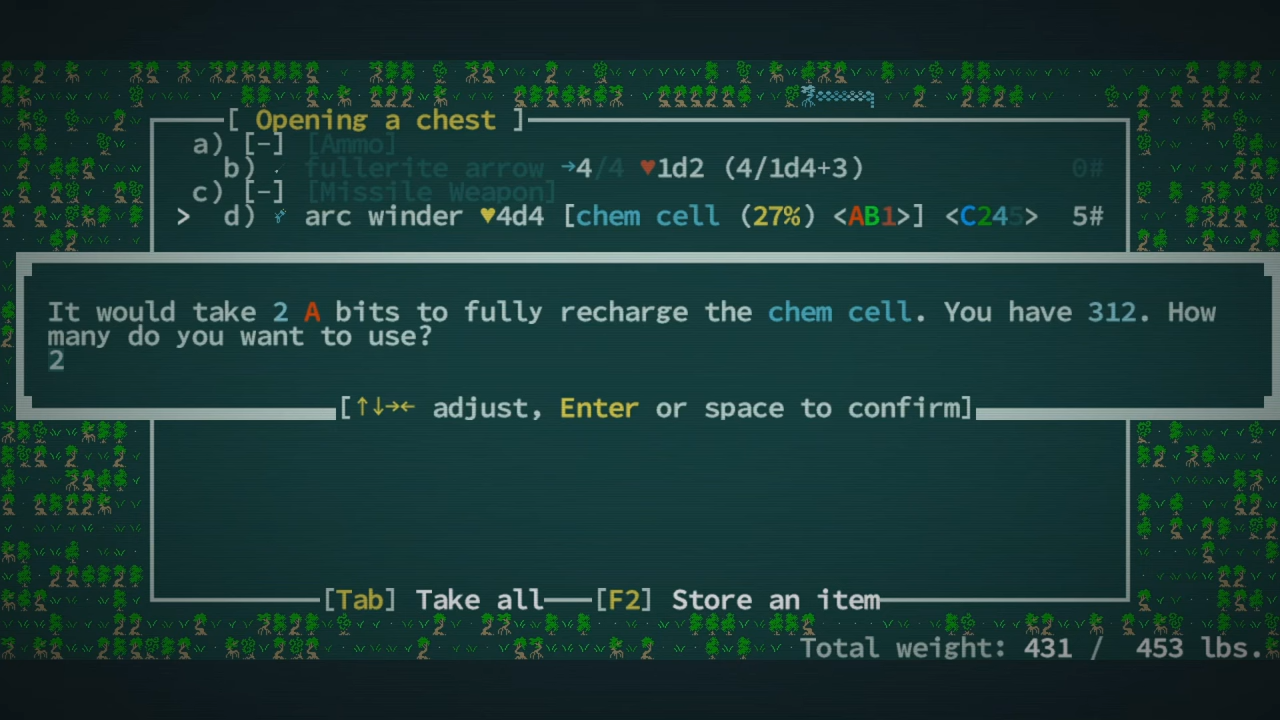 [ Opening a chest ]
a) [-] [Ammo]
b) fullerite arrow →4/4 ♥1d2 (4/1d4+3) 0#
c) [-] [Missile Weapon]
> d) arc winder ♥4d4 [chem cell (27%) <AB1>] <C245> 5#
It would take 2 A bits to fully recharge the chem cell. You have 312. How
many do you want to use?
2
[↑↓→← adjust, Enter or space to confirm]
[Tab] Take all [F2] Store an item
Total weight: 431 / 453 lbs.